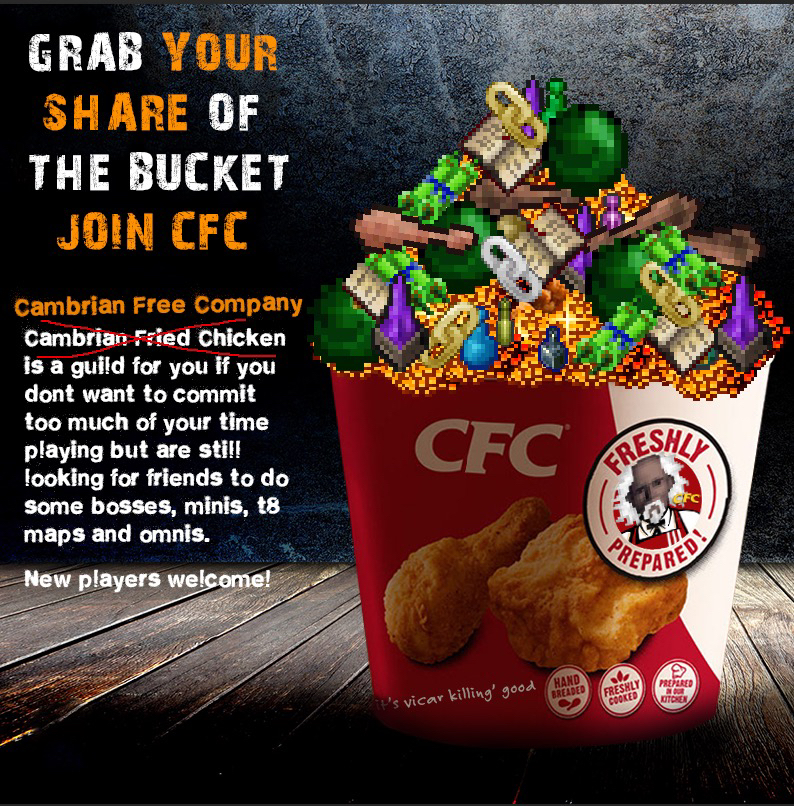 GRAB YOUR
SHARE OF
THE BUCKET
JOIN CFC
Cambrian Free Company
Cambrian Fried Chicken
is a guild for you if you
dont want to commit
too much of your time
playing but are still
looking for friends to do
some bosses, minis, t8
maps and omnis.
New players welcome!
CFC
FRESHLY
CFC
PREPARED!
it's vicar killing' good
HAND
BREADED
FRESHLY
COOKED
PREPARED
IN OUR
KITCHEN